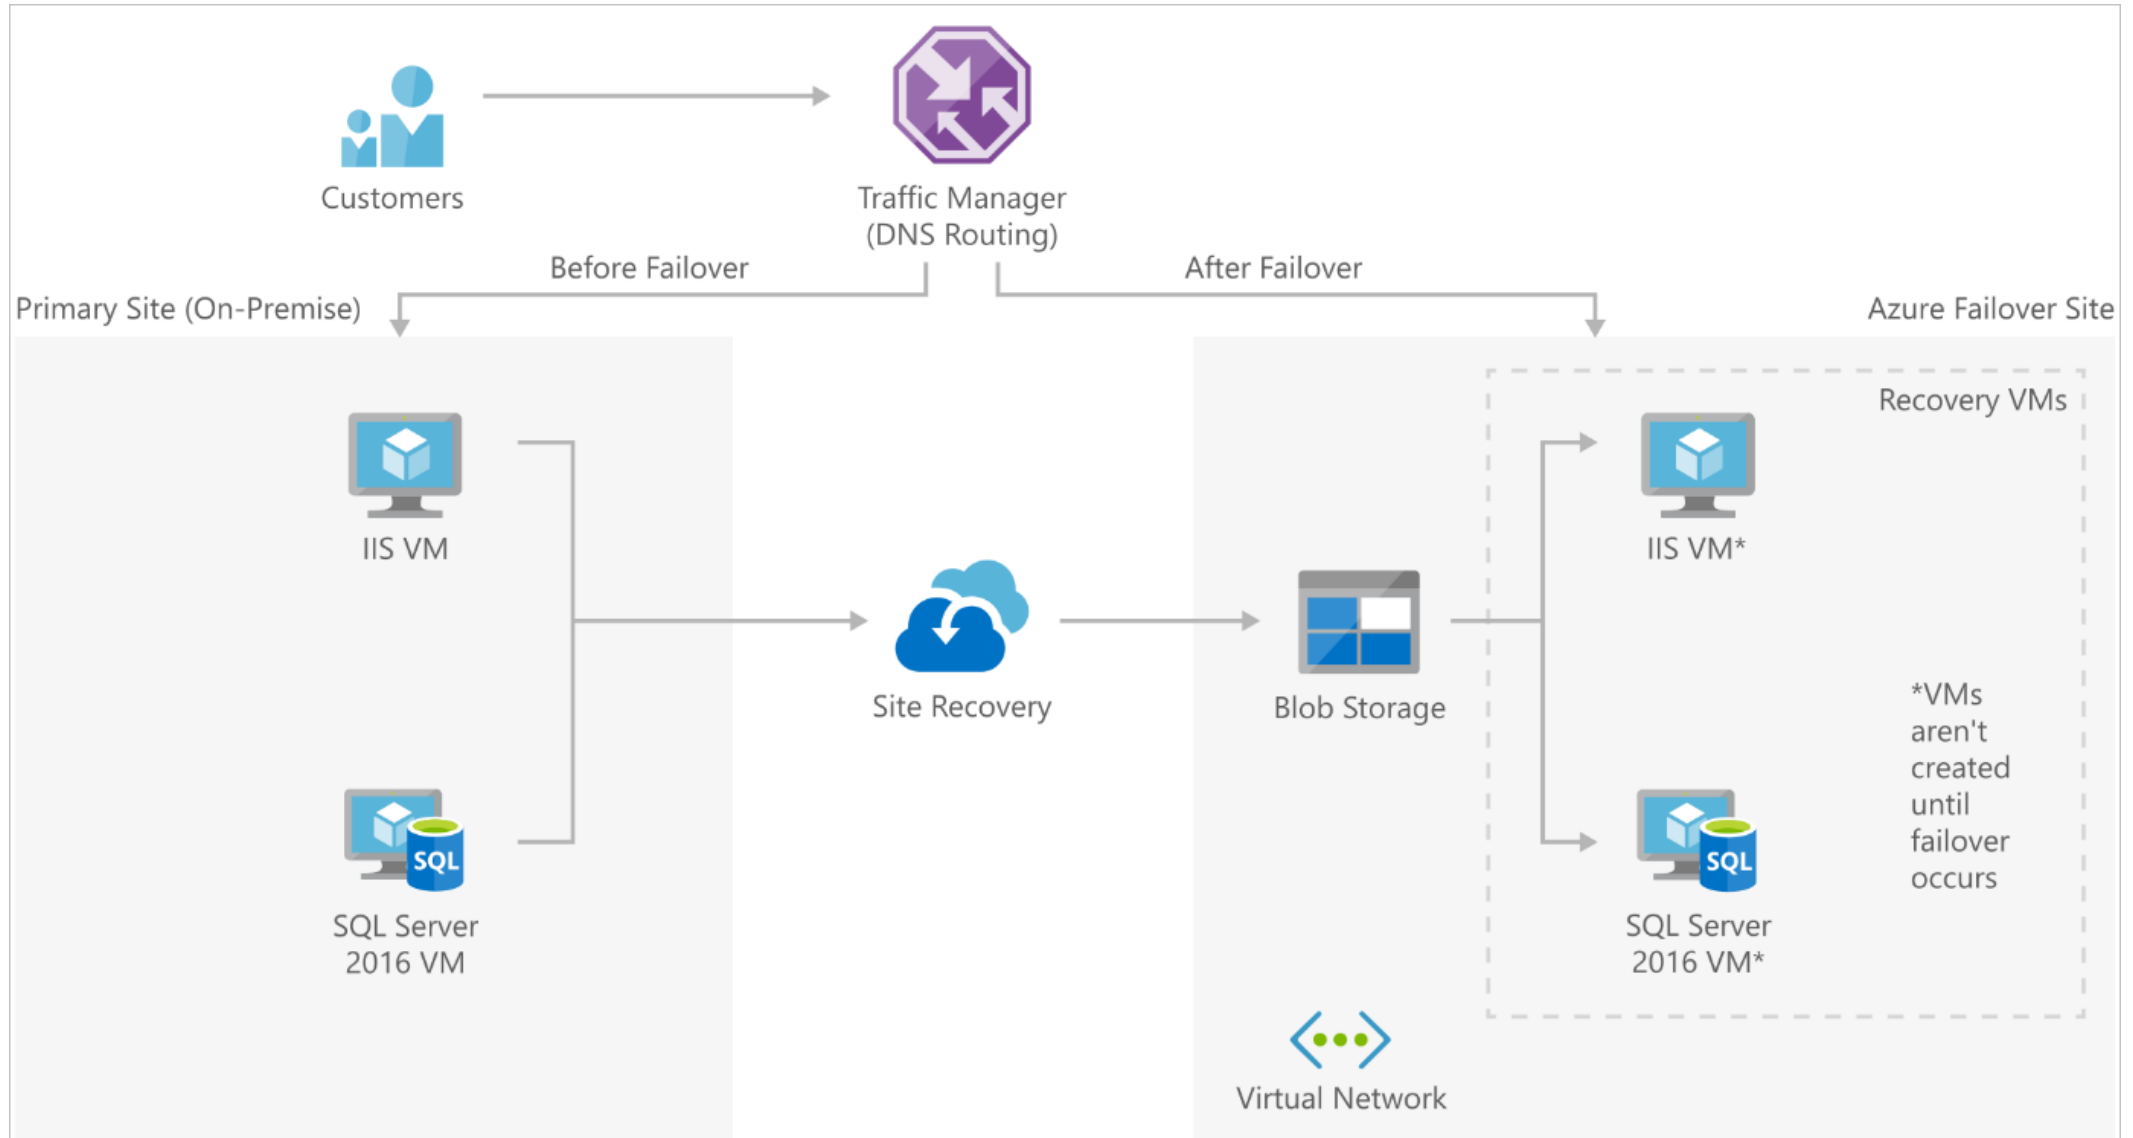 Customers
Traffic Manager
(DNS Routing)
Before Failover
After Failover
Primary Site (On-Premise)
Azure Failover Site
Recovery VMs
IIS VM
IIS VM*
Site Recovery
Blob Storage
*VMs
aren't
created
until
failover
occurs
SQL
SQL Server
2016 VM
SQL
SQL Server
2016 VM*
Virtual Network